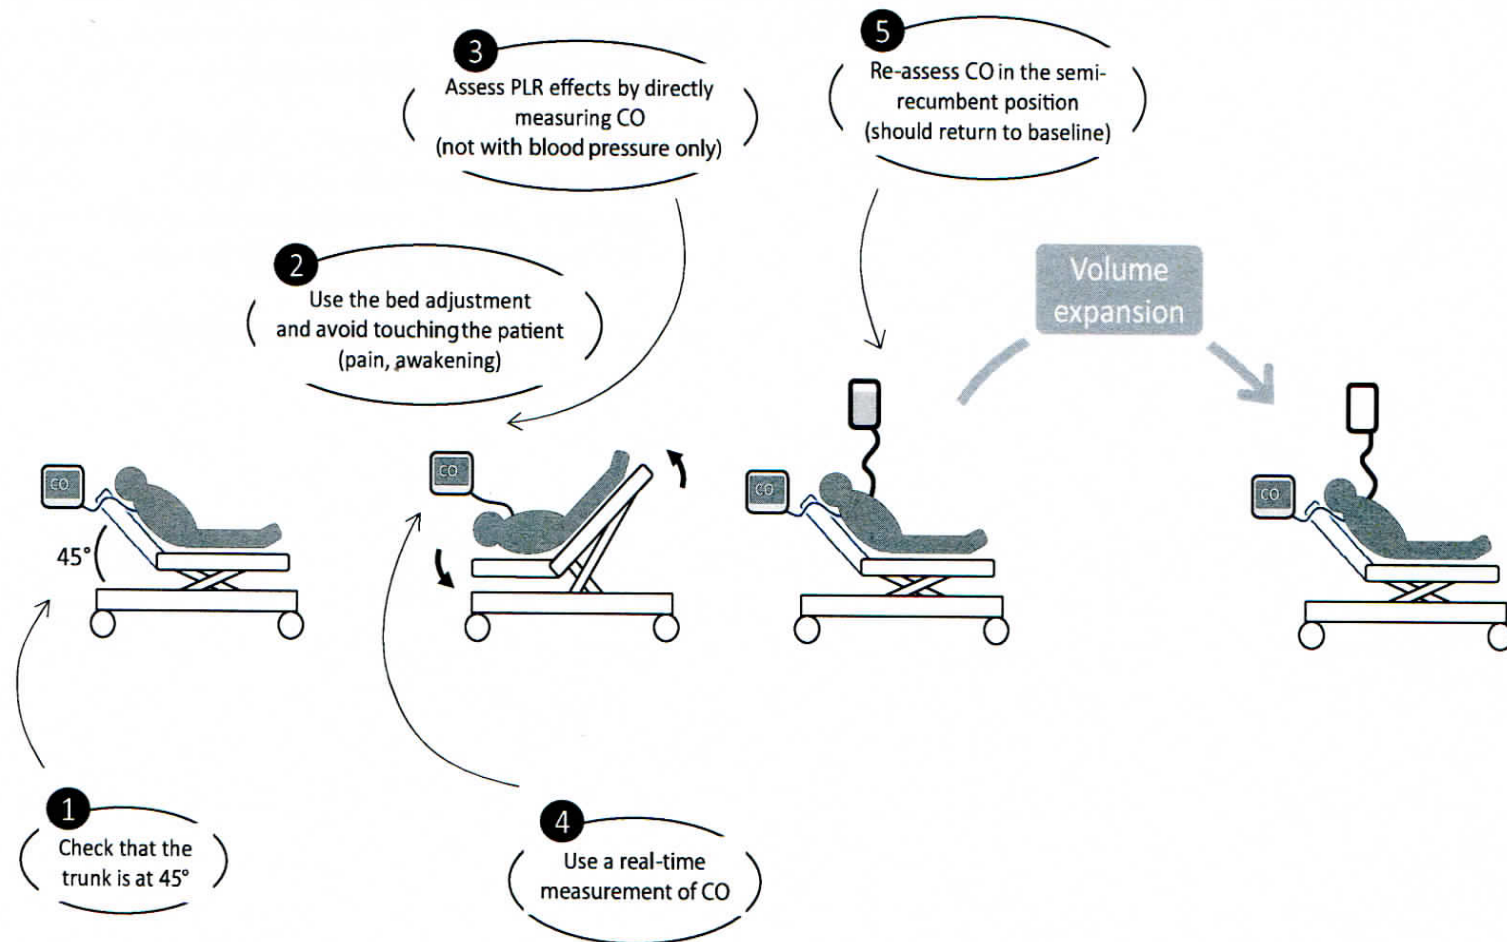 3
Assess PLR effects by directly
measuring CO
(not with blood pressure only)
5
Re-assess CO in the semi-
recumbent position
(should return to baseline)
2
Use the bed adjustment
and avoid touching the patient
(pain, awakening)
Volume
expansion
CO
45°
CO
CO
CO
1
Check that the
trunk is at 45°
4
Use a real-time
measurement of CO